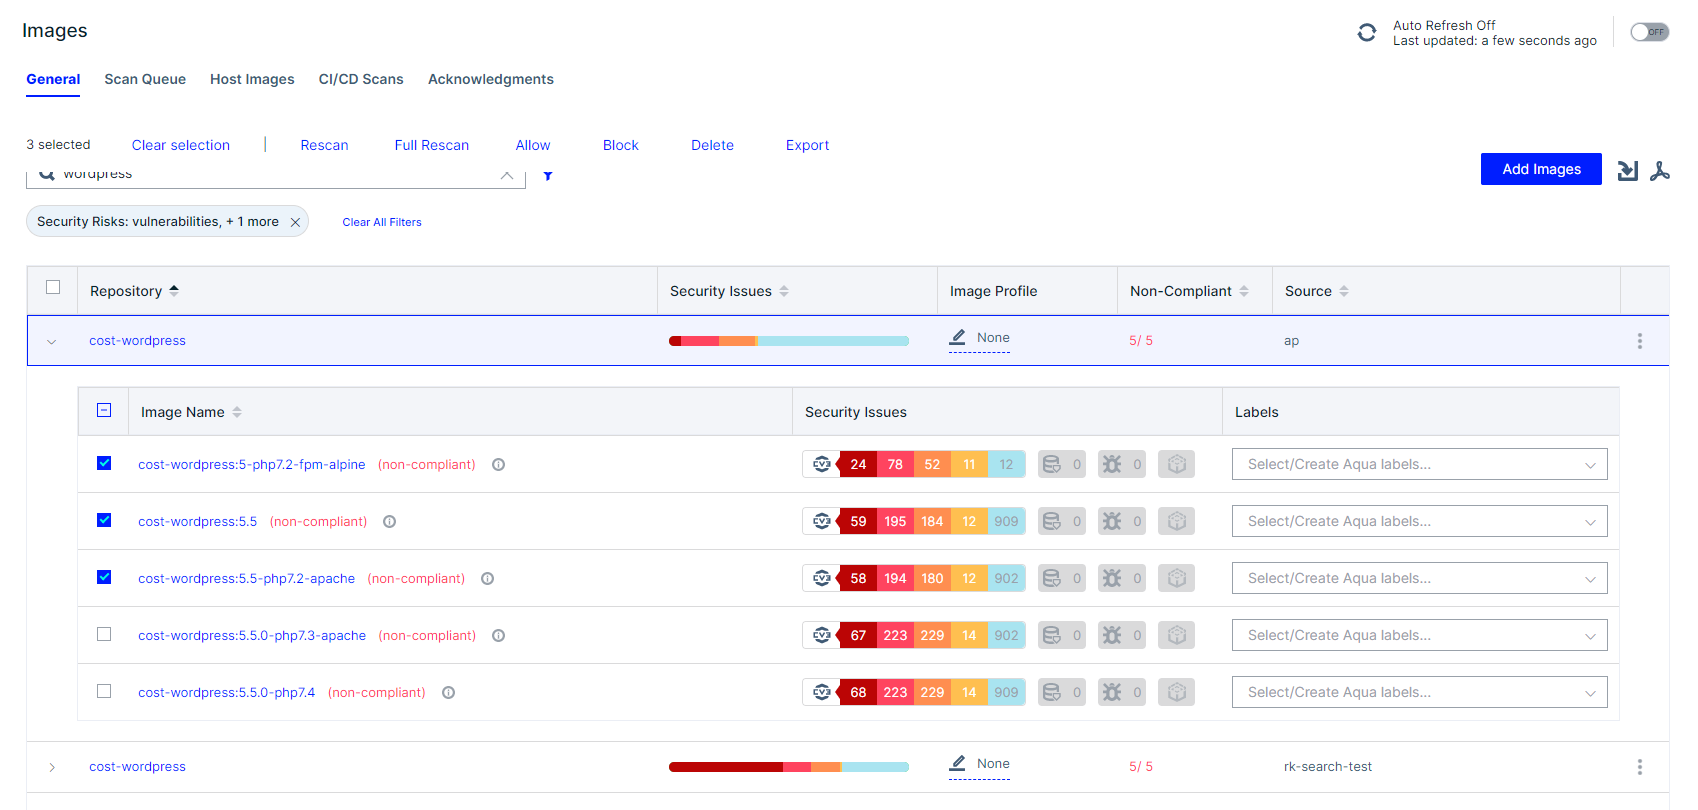 Images
Auto Refresh Off
Last updated: a few seconds ago
OFF
General Scan Queue Host Images CI/CD Scans Acknowledgments
3 selected Clear selection | Rescan Full Rescan Allow Block Delete Export
wordpress
Add Images
Security Risks: vulnerabilities, + 1 more Clear All Filters
Repository Security Issues Image Profile Non-Compliant Source
cost-wordpress None 5/ 5 ap
Image Name Security Issues Labels
cost-wordpress:5-php7.2-fpm-alpine (non-compliant) CVE 24 78 52 11 12 0 0 Select/Create Aqua labels...
cost-wordpress:5.5 (non-compliant) CVE 59 195 184 12 909 0 0 Select/Create Aqua labels...
cost-wordpress:5.5-php7.2-apache (non-compliant) CVE 58 194 180 12 902 0 0 Select/Create Aqua labels...
cost-wordpress:5.5.0-php7.3-apache (non-compliant) CVE 67 223 229 14 902 0 0 Select/Create Aqua labels...
cost-wordpress:5.5.0-php7.4 (non-compliant) CVE 68 223 229 14 909 0 0 Select/Create Aqua labels...
cost-wordpress None 5/ 5 rk-search-test